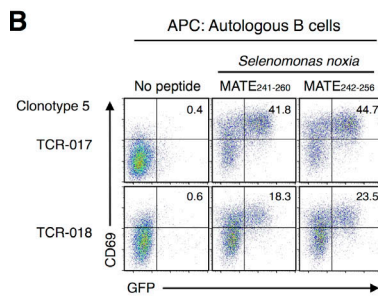 B
APC: Autologous B cells
Selenomonas noxia
No peptide MATE241-260 MATE242-256
Clonotype 5
TCR-017
0.4 41.8 44.7
TCR-018
0.6 18.3 23.5
CD69
GFP